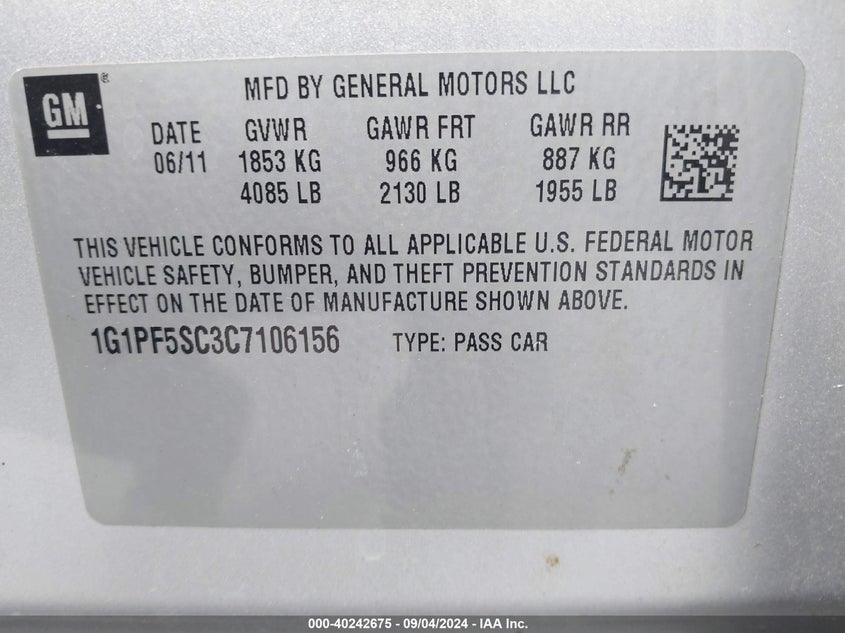 GM®
MFD BY GENERAL MOTORS LLC
DATE GVWR GAWR FRT GAWR RR
06/11 1853 KG 966 KG 887 KG
4085 LB 2130 LB 1955 LB
THIS VEHICLE CONFORMS TO ALL APPLICABLE U.S. FEDERAL MOTOR
VEHICLE SAFETY, BUMPER, AND THEFT PREVENTION STANDARDS IN
EFFECT ON THE DATE OF MANUFACTURE SHOWN ABOVE.
1G1PF5SC3C7106156 TYPE: PASS CAR
000-40242675 - 09/04/2024 - IAA Inc.